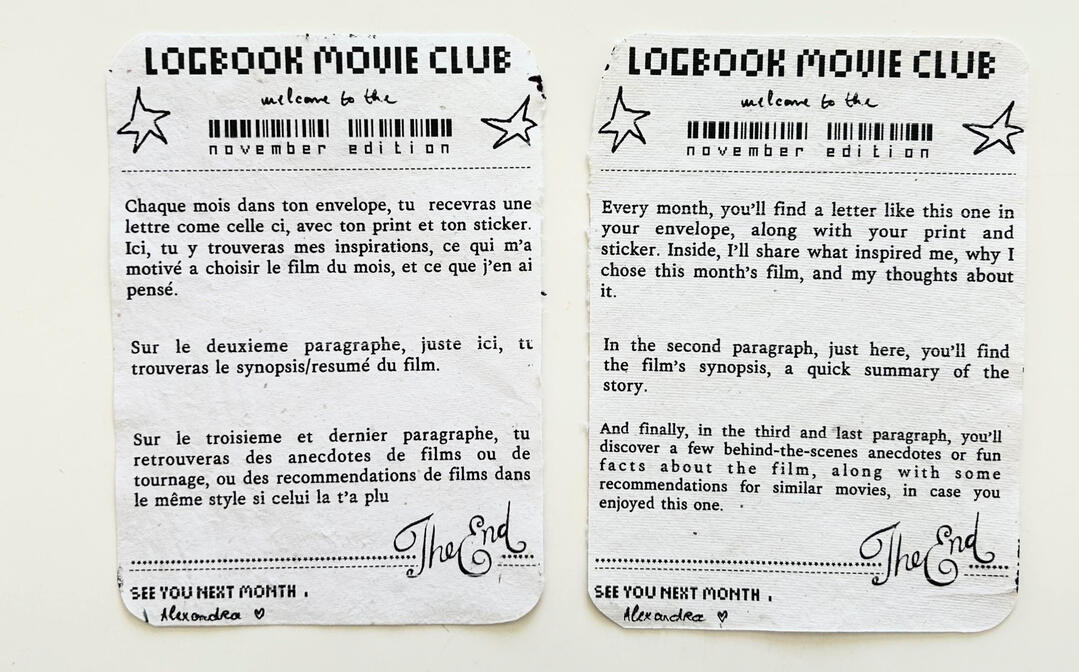 LOGBOOK MOVIE CLUB
welcome to the
november edition
Chaque mois dans ton envelope, tu recevras une
lettre come celle ci, avec ton print et ton sticker.
Ici, tu y trouveras mes inspirations, ce qui m'a
motivé a choisir le film du mois, et ce que j'en ai
pensé.
Sur le deuxieme paragraphe, juste ici, tu
trouveras le synopsis/resumé du film.
Sur le troisieme et dernier paragraphe, tu
retrouveras des anecdotes de films ou de
tournage, ou des recommendations de films dans
le même style si celui la t'a plu
The End
SEE YOU NEXT MONTH ,
Alexandra ♡
LOGBOOK MOVIE CLUB
welcome to the
november edition
Every month, you'll find a letter like this one in
your envelope, along with your print and
sticker. Inside, I'll share what inspired me, why I
chose this month's film, and my thoughts about
it.
In the second paragraph, just here, you'll find
the film's synopsis, a quick summary of the
story.
And finally, in the third and last paragraph, you'll
discover a few behind-the-scenes anecdotes or fun
facts about the film, along with some
recommendations for similar movies, in case you
enjoyed this one.
The End
SEE YOU NEXT MONTH ,
Alexandra ♡